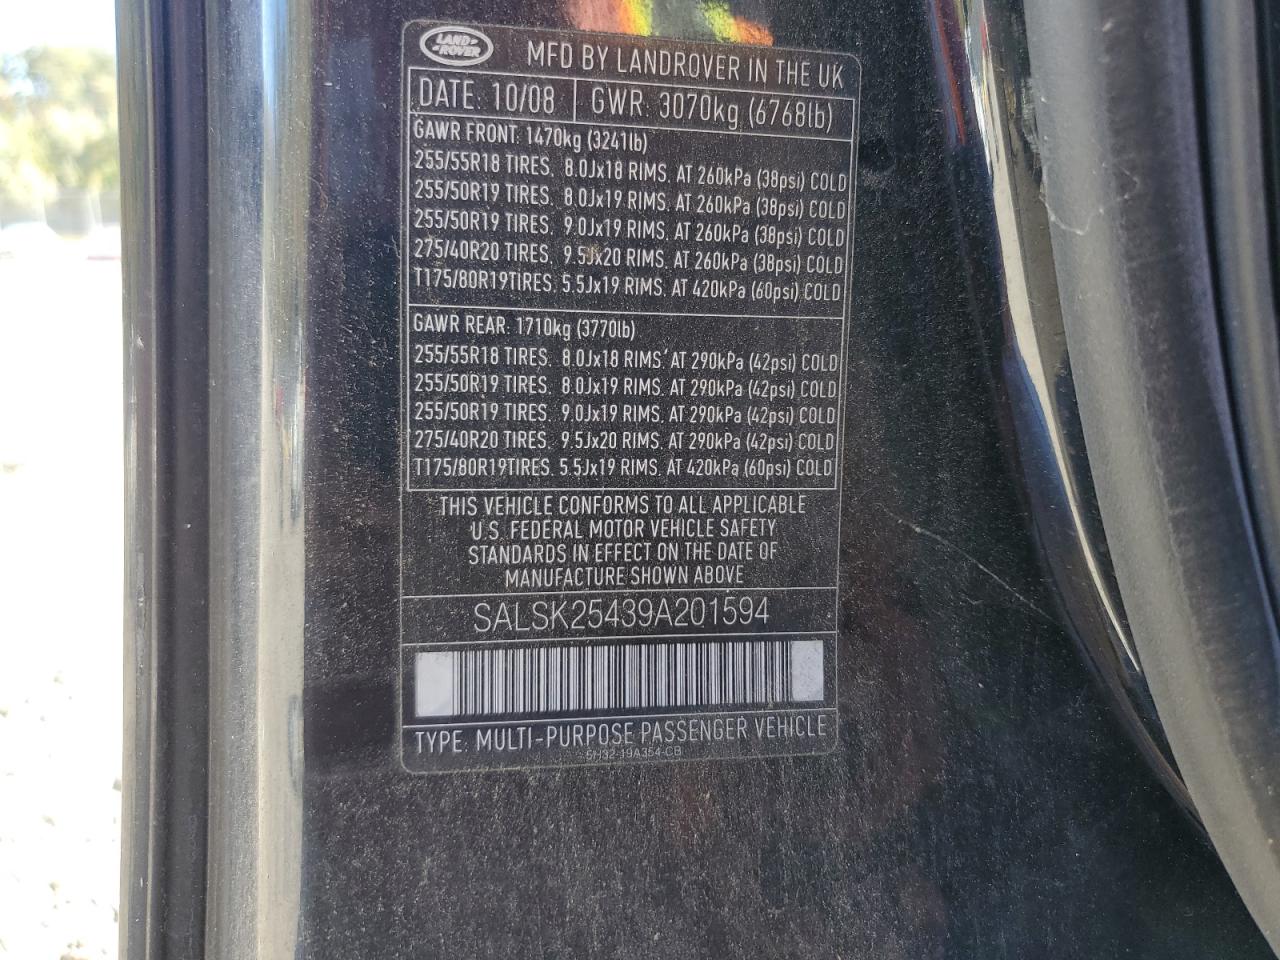 LAND
ROVER
MFD BY LANDROVER IN THE UK
DATE: 10/08 GWR: 3070kg (6768lb)
GAWR FRONT: 1470kg (3241lb)
255/55R18 TIRES. 8.0Jx18 RIMS. AT 260kPa (38psi) COLD
255/50R19 TIRES. 8.0Jx19 RIMS. AT 260kPa (38psi) COLD
255/50R19 TIRES. 9.0Jx19 RIMS. AT 260kPa (38psi) COLD
275/40R20 TIRES. 9.5Jx20 RIMS. AT 260kPa (38psi) COLD
T175/80R19TIRES. 5.5Jx19 RIMS. AT 420kPa (60psi) COLD
GAWR REAR: 1710kg (3770lb)
255/55R18 TIRES. 8.0Jx18 RIMS. AT 290kPa (42psi) COLD
255/50R19 TIRES. 8.0Jx19 RIMS. AT 290kPa (42psi) COLD
255/50R19 TIRES. 9.0Jx19 RIMS. AT 290kPa (42psi) COLD
275/40R20 TIRES. 9.5Jx20 RIMS. AT 290kPa (42psi) COLD
T175/80R19TIRES. 5.5Jx19 RIMS. AT 420kPa (60psi) COLD
THIS VEHICLE CONFORMS TO ALL APPLICABLE
U.S. FEDERAL MOTOR VEHICLE SAFETY
STANDARDS IN EFFECT ON THE DATE OF
MANUFACTURE SHOWN ABOVE
SALSK25439A201594
TYPE: MULTI-PURPOSE PASSENGER VEHICLE
5H32-19A354-CB